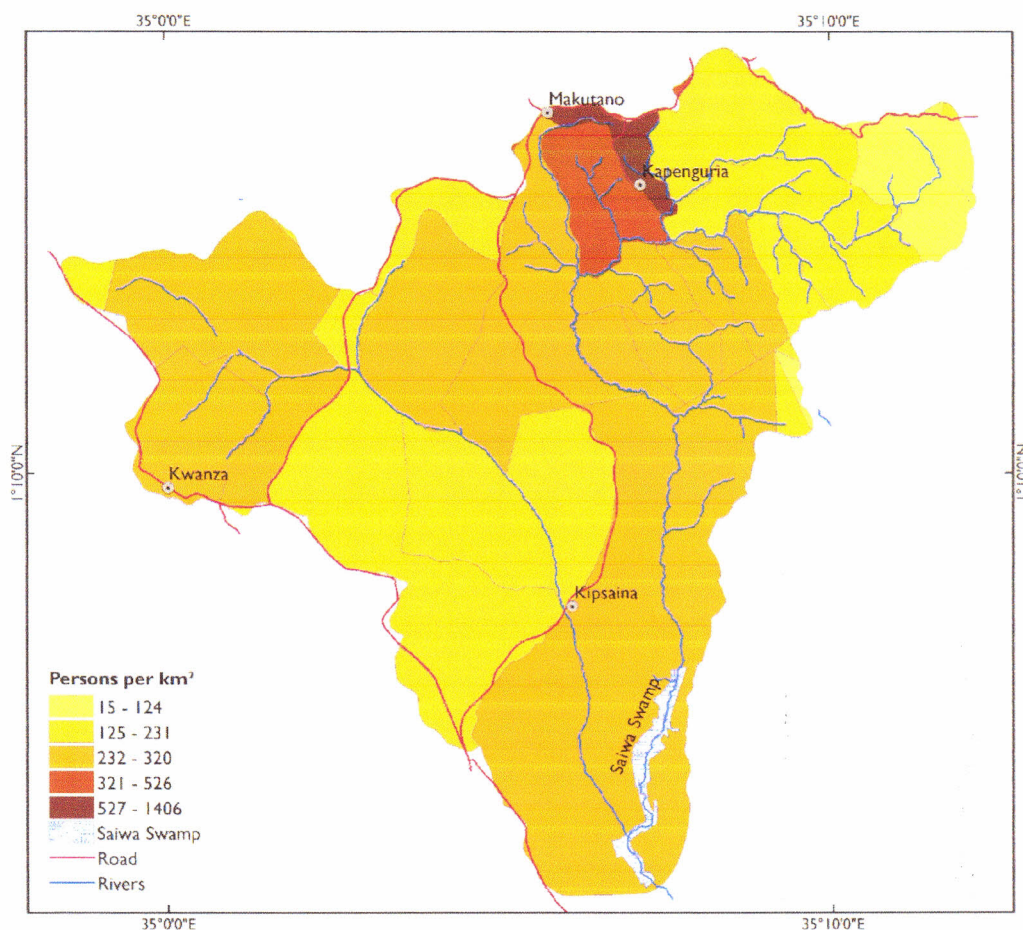 35°0'0"E
35°10'0"E
Makutano
Kapenguria
Kwanza
1°10'0"N
1°10'0"N
Kipsaina
Saiwa Swamp
Persons per km²
15 - 124
125 - 231
232 - 320
321 - 526
527 - 1406
Saiwa Swamp
Road
Rivers
35°0'0"E
35°10'0"E